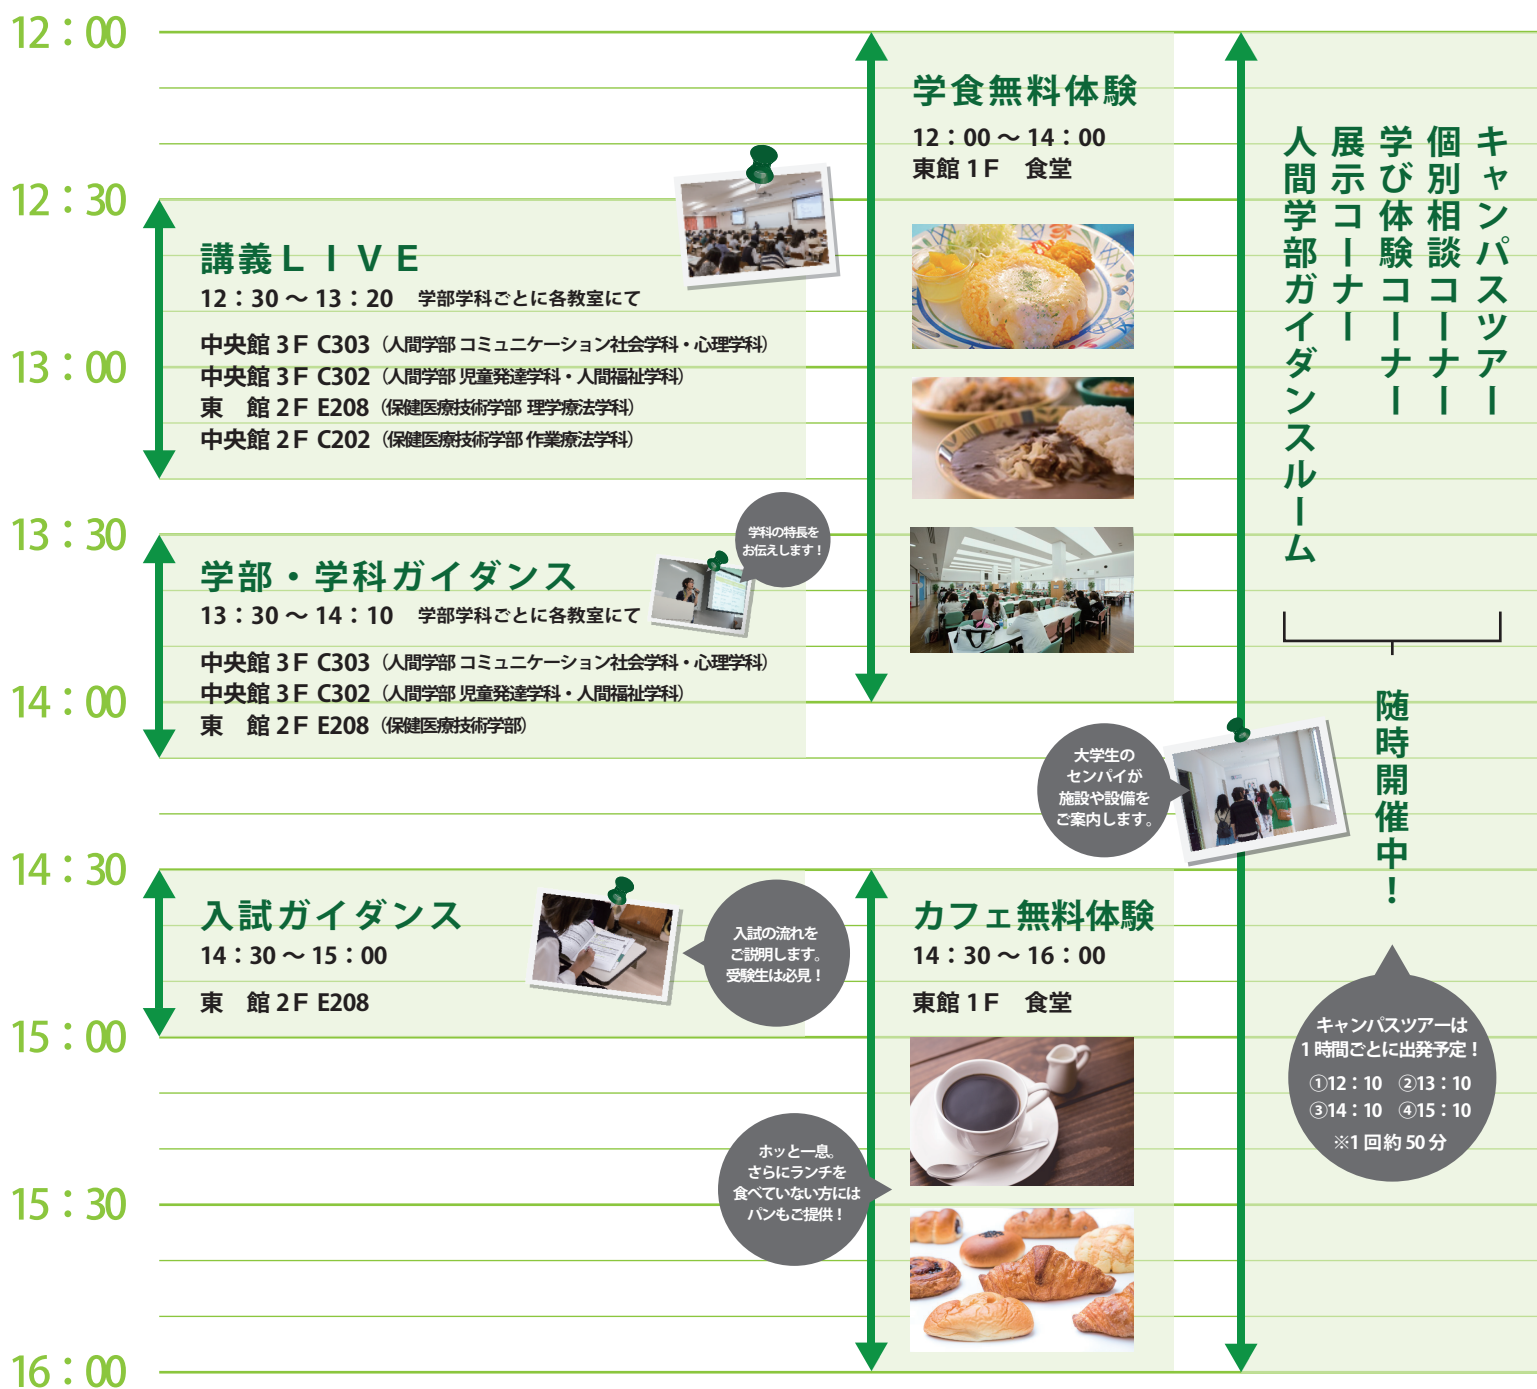 12：00
12：30
13：00
13：30
14：00
14：30
15：00
15：30
16：00
講義ＬＩＶＥ
12：30～13：20　学部学科ごとに各教室にて
中央館 3F C303（人間学部 コミュニケーション社会学科・心理学科）
中央館 3F C302（人間学部 児童発達学科・人間福祉学科）
東　館 2F E208（保健医療技術学部 理学療法学科）
中央館 2F C202（保健医療技術学部 作業療法学科）
学部・学科ガイダンス
13：30～14：10　学部学科ごとに各教室にて
中央館 3F C303（人間学部 コミュニケーション社会学科・心理学科）
中央館 3F C302（人間学部 児童発達学科・人間福祉学科）
東　館 2F E208（保健医療技術学部）
学科の特長を
お伝えします！
入試ガイダンス
14：30～15：00
東　館 2F E208
入試の流れを
ご説明します。
受験生は必見！
学食無料体験
12：00～14：00
東館 1F　食堂
カフェ無料体験
14：30～16：00
東館 1F　食堂
ホッと一息。
さらにランチを
食べていない方には
パンもご提供！
キャンパスツアー
個別相談コーナー
学び体験コーナー
展示コーナー
人間学部ガイダンスルーム
随時開催中！
大学生の
センパイが
施設や設備を
ご案内します。
キャンパスツアーは
1時間ごとに出発予定！
①12：10　②13：10
③14：10　④15：10
※1回約50分